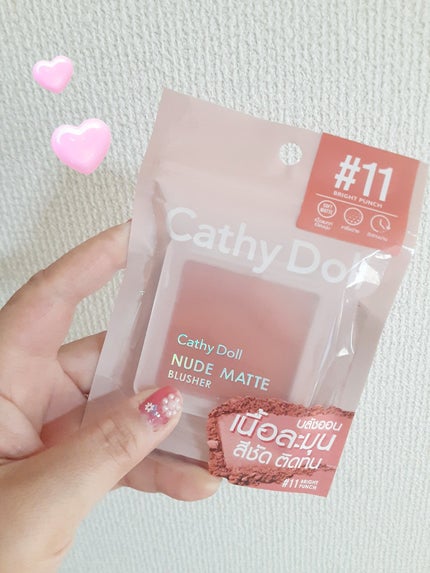 #11
BRIGHT PUNCH
Cathy Doll
Cathy Doll
NUDE MATTE
BLUSHER
บลัชออน
เนื้อละมุน
สีชัด ติดทน
#11 BRIGHT
PUNCH